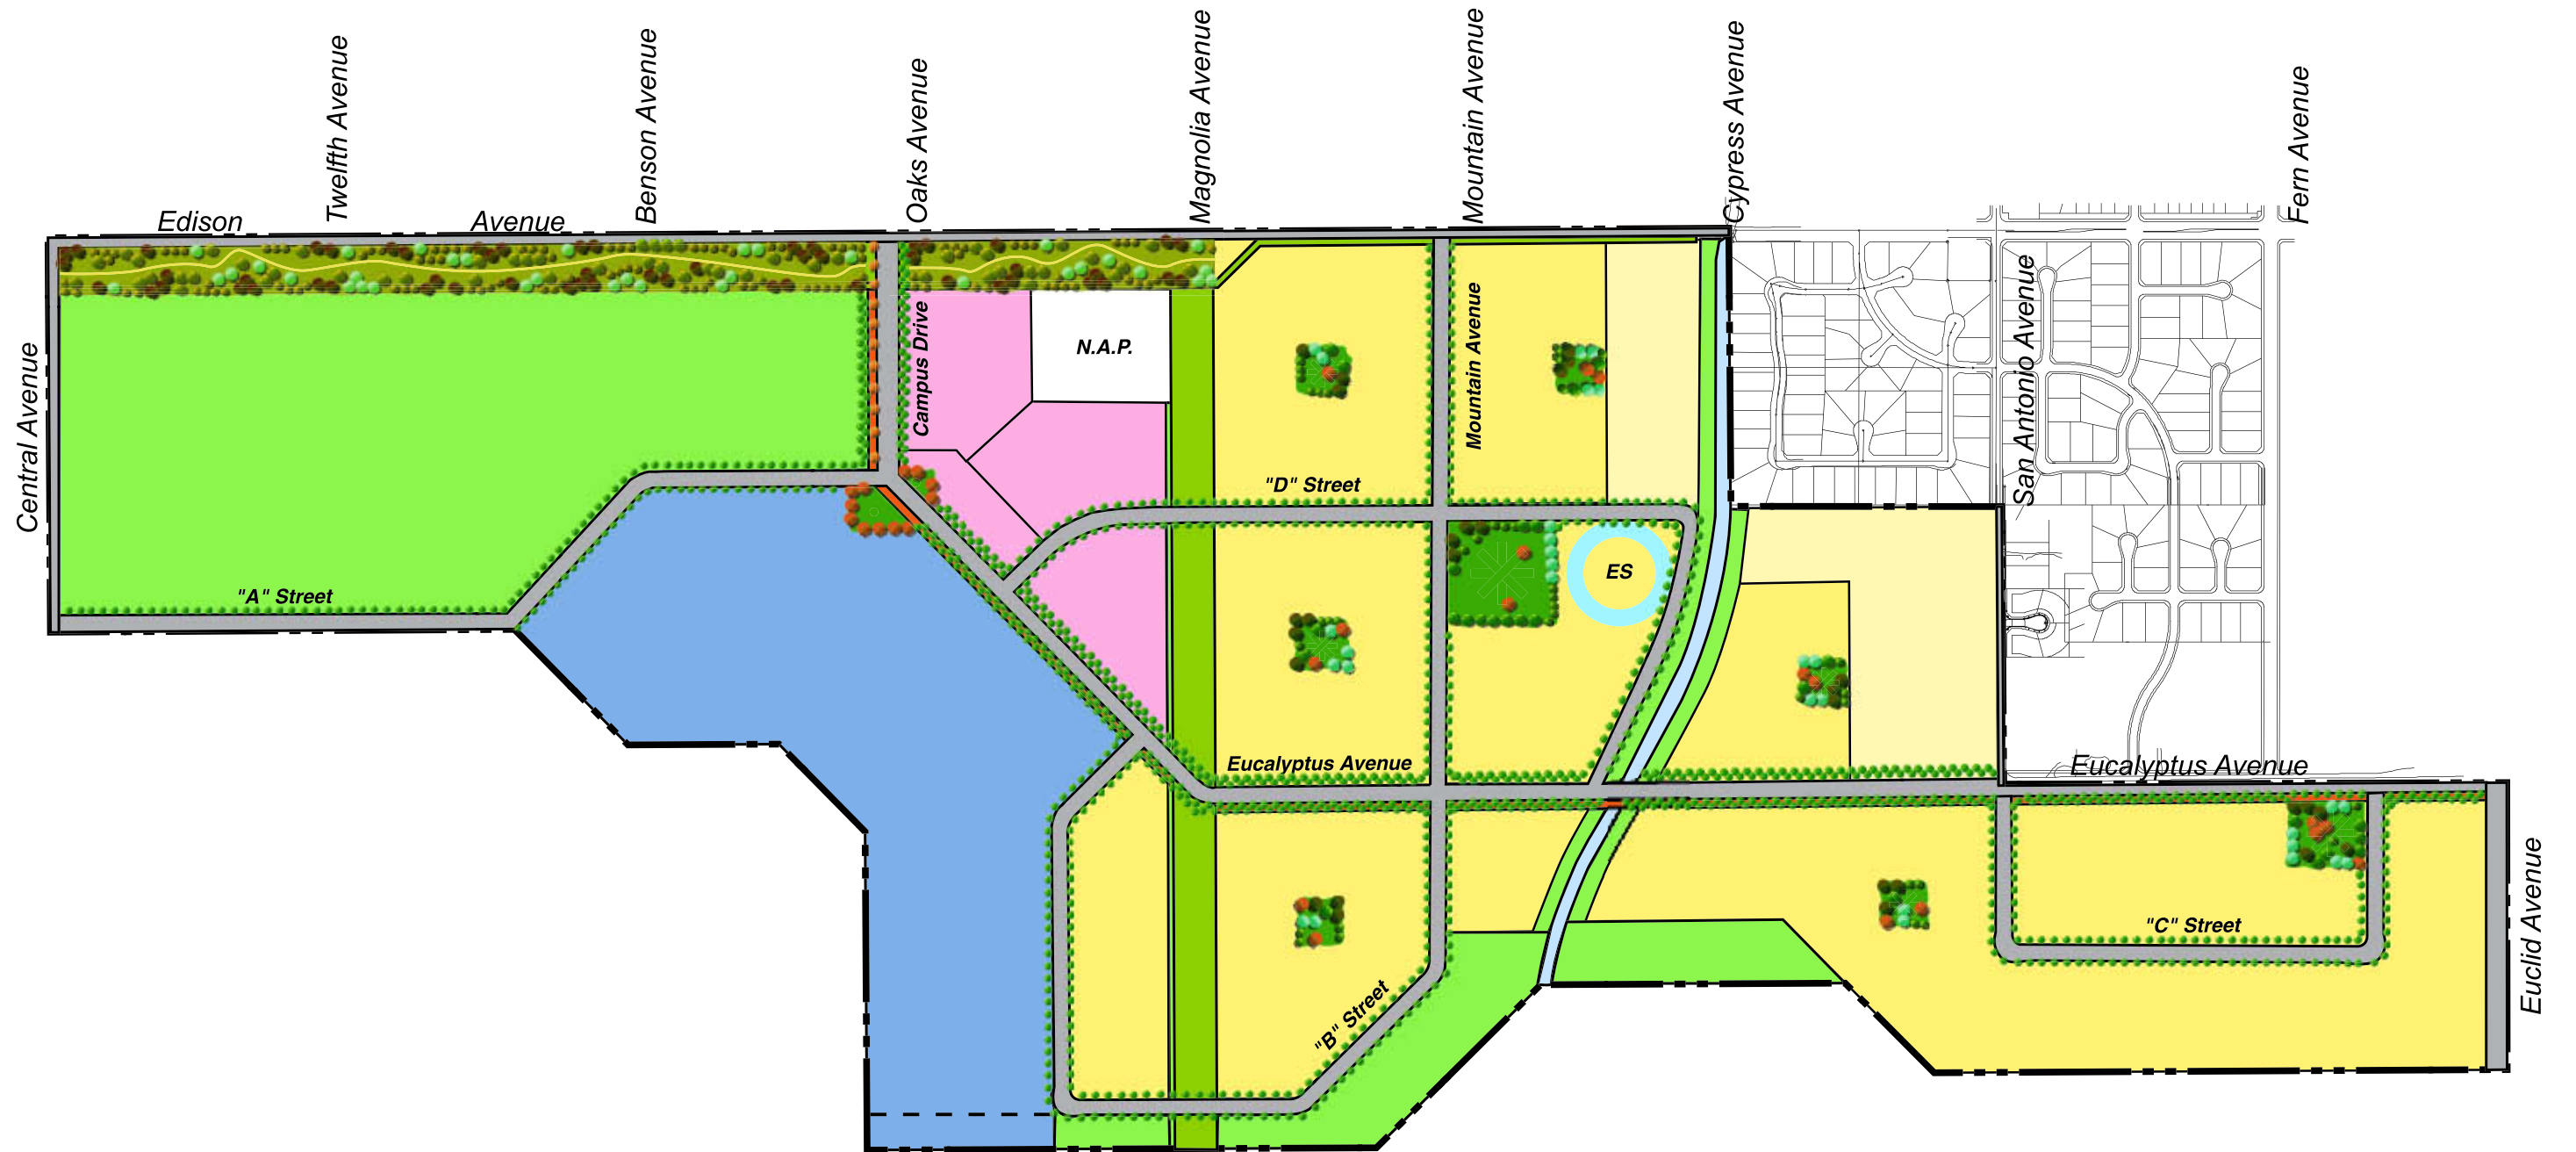 Twelfth Avenue
Benson Avenue
Oaks Avenue
Magnolia Avenue
Mountain Avenue
Cypress Avenue
Fern Avenue
Edison Avenue
Central Avenue
Campus Drive
N.A.P.
Mountain Avenue
San Antonio Avenue
"D" Street
ES
"A" Street
Eucalyptus Avenue
Eucalyptus Avenue
"C" Street
Euclid Avenue
"B" Street